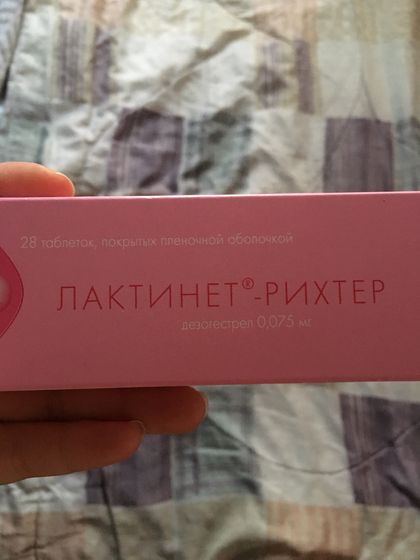 28 таблеток, покрытых пленочной оболочкой
ЛАКТИНЕТ®-РИХТЕР
дезогестрел 0,075 мг